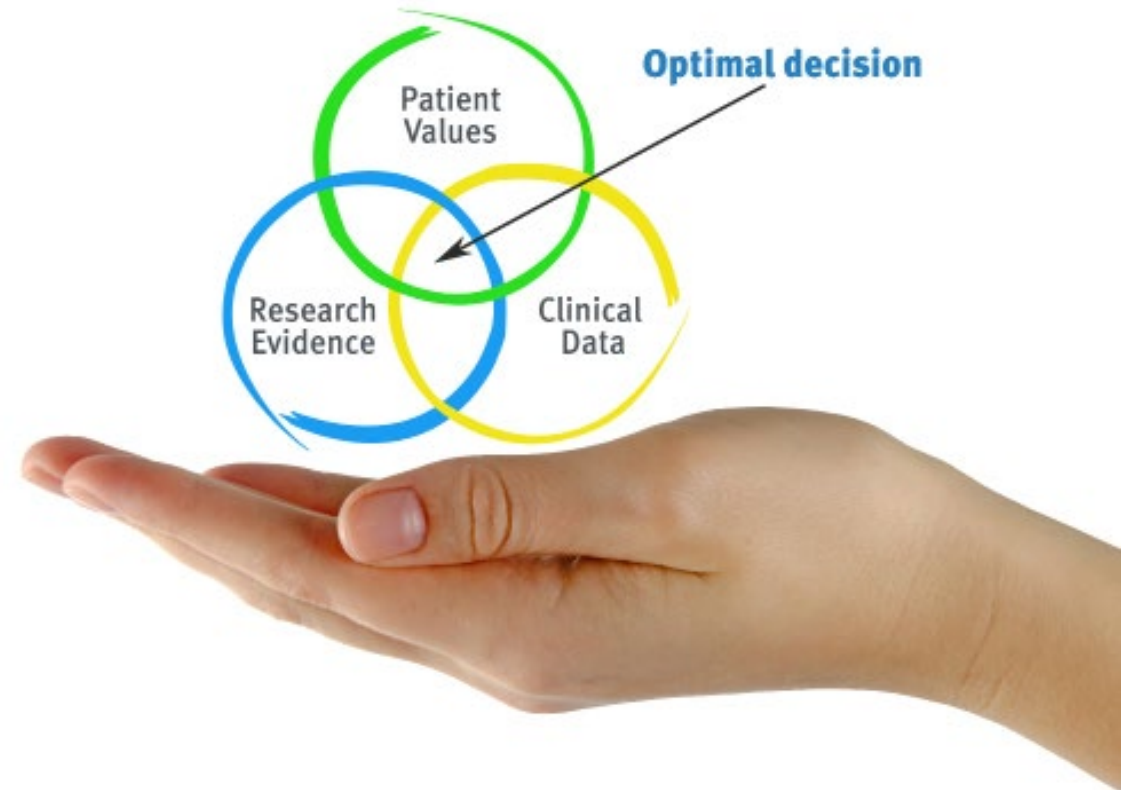 Optimal decision
Patient
Values
Research
Evidence
Clinical
Data